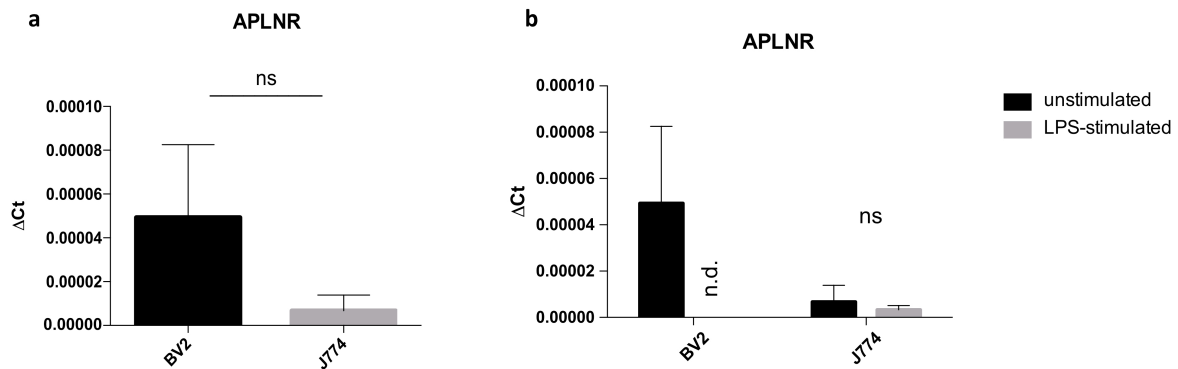 a
APLNR
ns
0.00010
0.00008
0.00006
0.00004
0.00002
0.00000
ΔCt
BV2
J774
b
APLNR
0.00010
0.00008
0.00006
0.00004
0.00002
0.00000
ΔCt
n.d.
ns
BV2
J774
unstimulated
LPS-stimulated